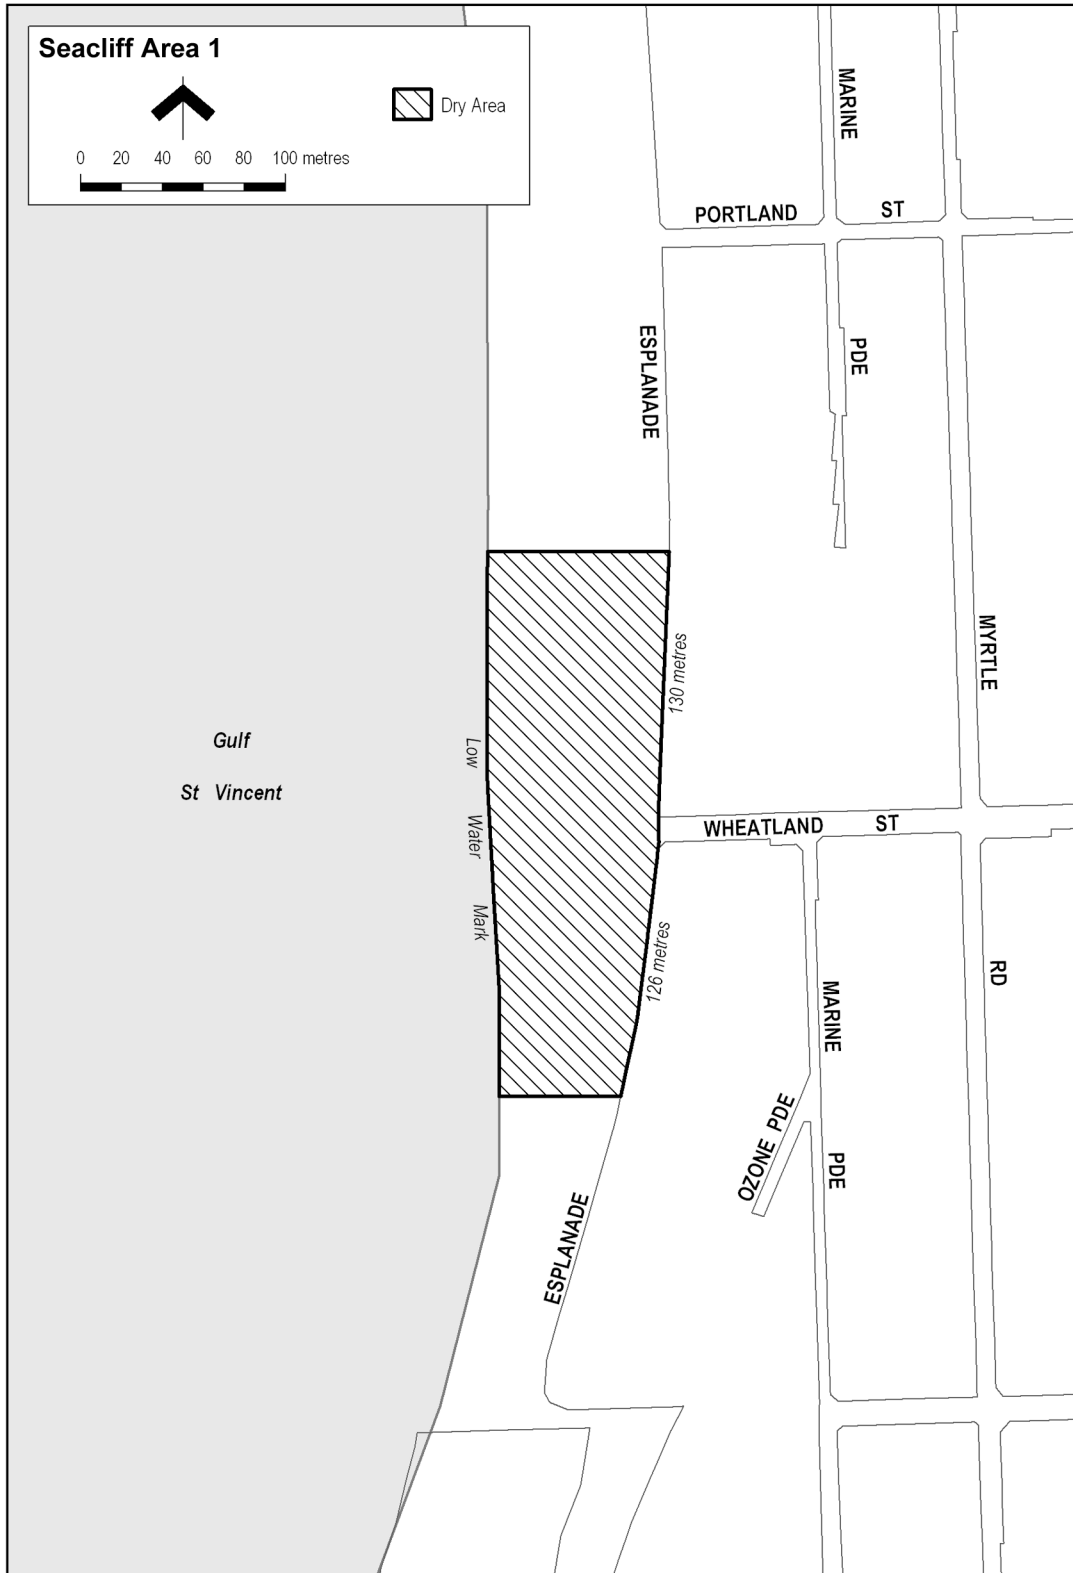 Seacliff Area 1
Dry Area
0 20 40 60 80 100 metres
MARINE
PORTLAND ST
ESPLANADE
PDE
MYRTLE
130 metres
Gulf
St Vincent
Low
Water
Mark
WHEATLAND ST
126 metres
RD
MARINE
OZONE PDE
PDE
ESPLANADE